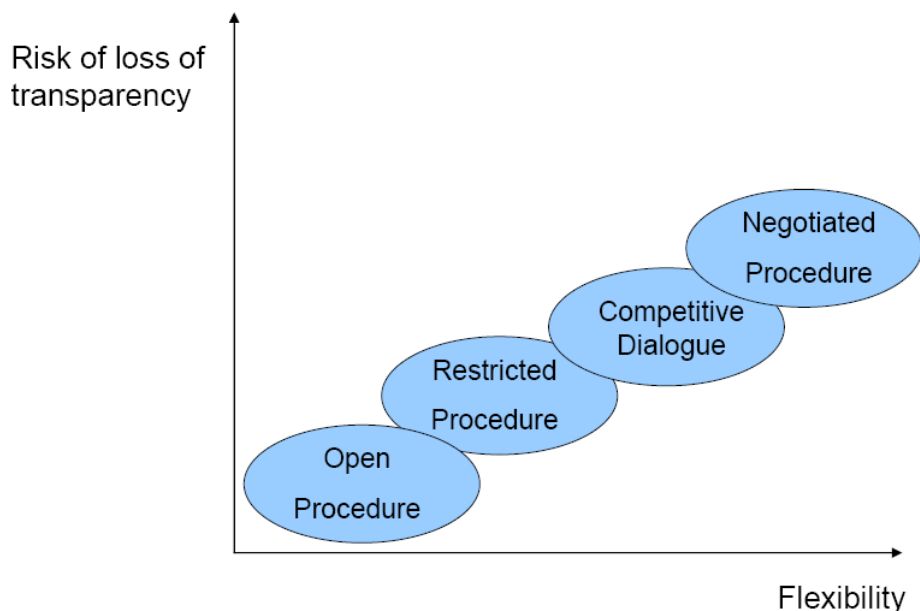 Risk of loss of
transparency
Negotiated
Procedure
Competitive
Dialogue
Restricted
Procedure
Open
Procedure
Flexibility